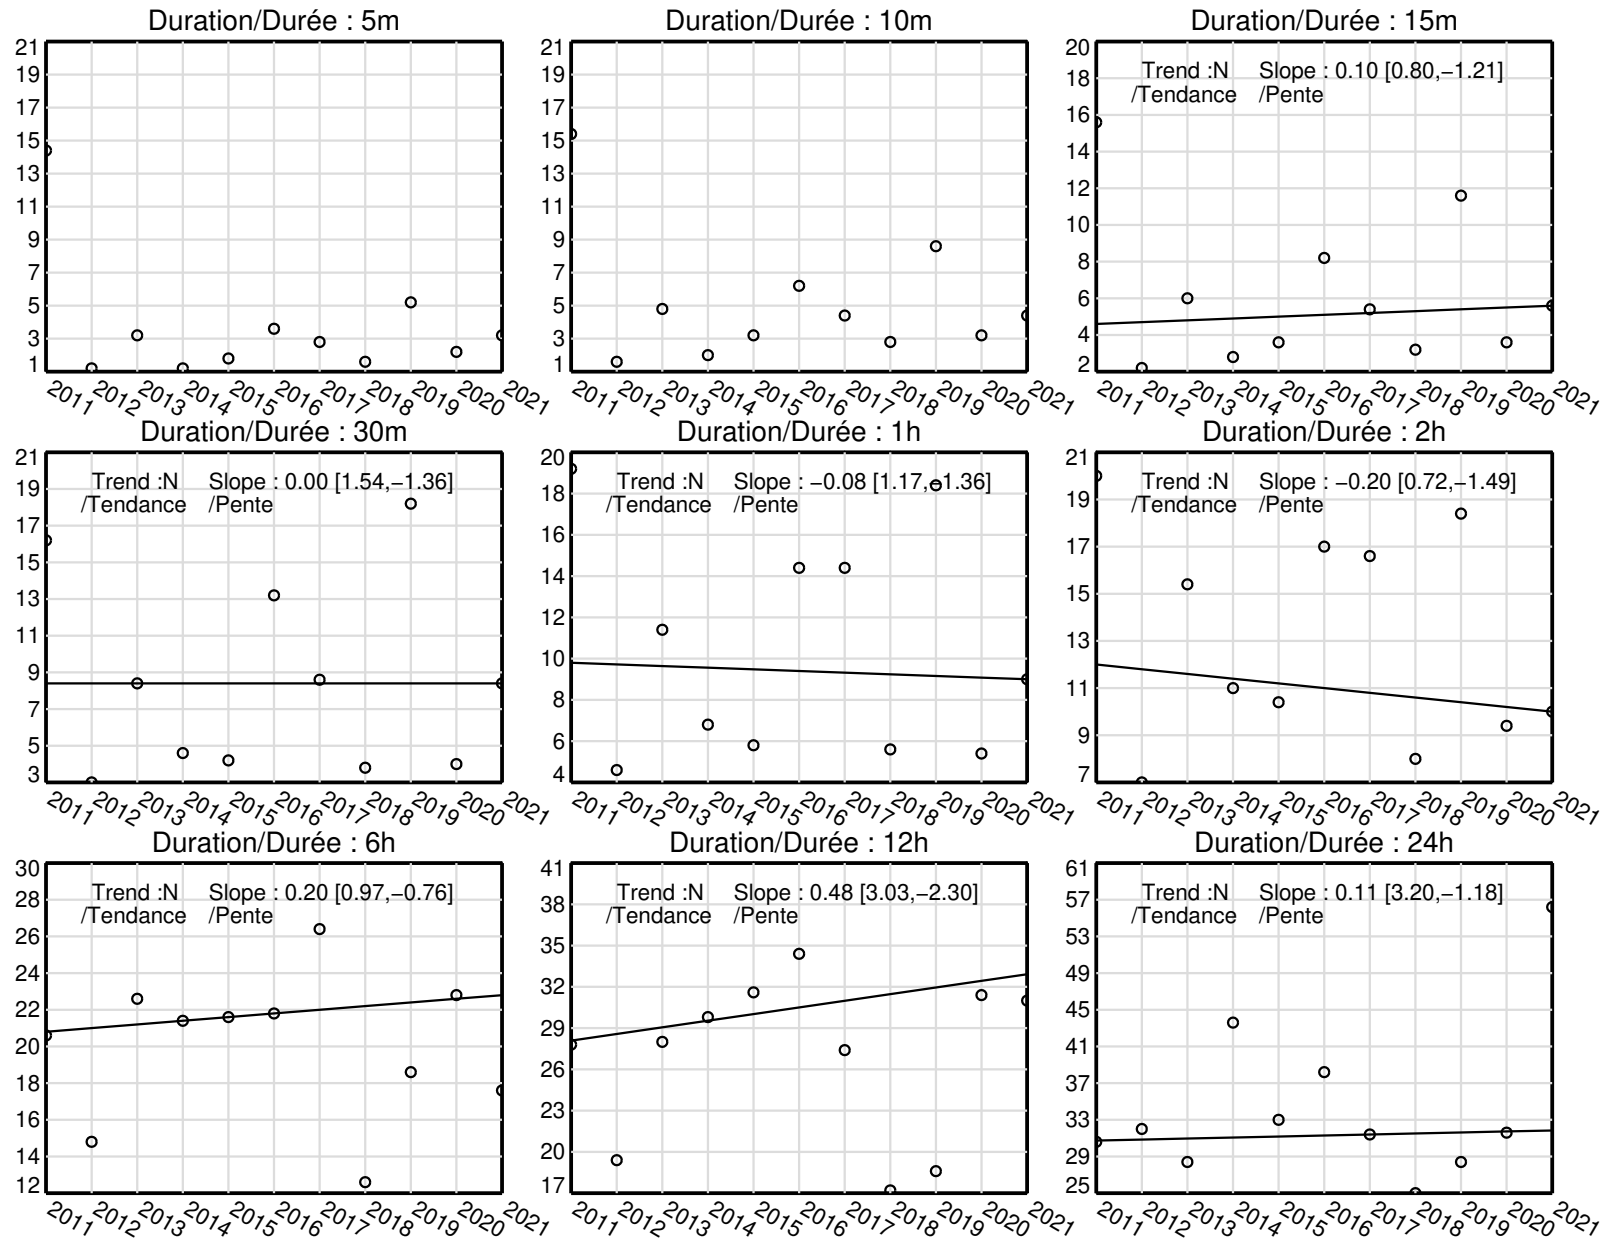 Duration/Durée : 5m
21
19
17
15
13
11
9
7
5
3
1
2011 2012 2013 2014 2015 2016 2017 2018 2019 2020 2021
Duration/Durée : 10m
21
19
17
15
13
11
9
7
5
3
1
2011 2012 2013 2014 2015 2016 2017 2018 2019 2020 2021
Duration/Durée : 15m
Trend :N Slope : 0.10 [0.80,−1.21]
/Tendance /Pente
20
18
16
14
12
10
8
6
4
2
2011 2012 2013 2014 2015 2016 2017 2018 2019 2020 2021
Duration/Durée : 30m
Trend :N Slope : 0.00 [1.54,−1.36]
/Tendance /Pente
21
19
17
15
13
11
9
7
5
3
2011 2012 2013 2014 2015 2016 2017 2018 2019 2020 2021
Duration/Durée : 1h
Trend :N Slope : −0.08 [1.17,−1.36]
/Tendance /Pente
20
18
16
14
12
10
8
6
4
2011 2012 2013 2014 2015 2016 2017 2018 2019 2020 2021
Duration/Durée : 2h
Trend :N Slope : −0.20 [0.72,−1.49]
/Tendance /Pente
21
19
17
15
13
11
9
7
2011 2012 2013 2014 2015 2016 2017 2018 2019 2020 2021
Duration/Durée : 6h
Trend :N Slope : 0.20 [0.97,−0.76]
/Tendance /Pente
30
28
26
24
22
20
18
16
14
12
2011 2012 2013 2014 2015 2016 2017 2018 2019 2020 2021
Duration/Durée : 12h
Trend :N Slope : 0.48 [3.03,−2.30]
/Tendance /Pente
41
38
35
32
29
26
23
20
17
2011 2012 2013 2014 2015 2016 2017 2018 2019 2020 2021
Duration/Durée : 24h
Trend :N Slope : 0.11 [3.20,−1.18]
/Tendance /Pente
61
57
53
49
45
41
37
33
29
25
2011 2012 2013 2014 2015 2016 2017 2018 2019 2020 2021